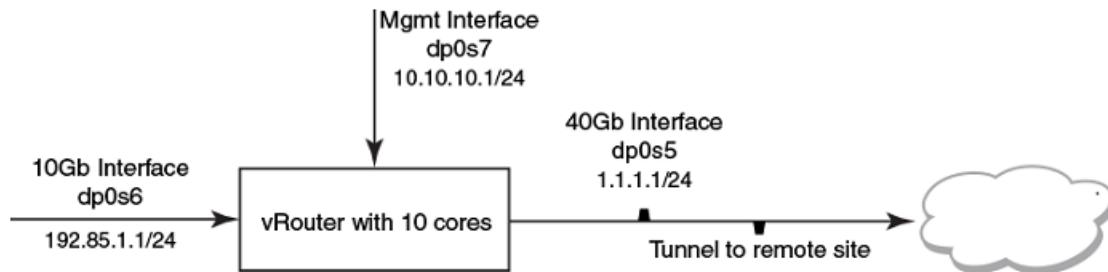 Mgmt Interface
dp0s7
10.10.10.1/24
40Gb Interface
dp0s5
1.1.1.1/24
10Gb Interface
dp0s6
192.85.1.1/24
vRouter with 10 cores
Tunnel to remote site